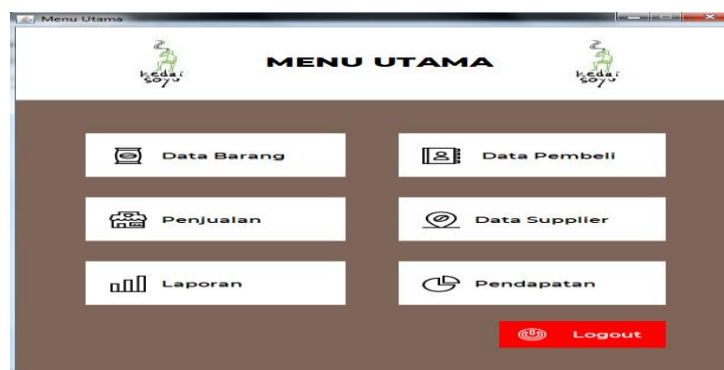 Menu Utama
kedai
soyu
MENU UTAMA
kedai
soyu
Data Barang
Data Pembeli
Penjualan
Data Supplier
Laporan
Pendapatan
Logout